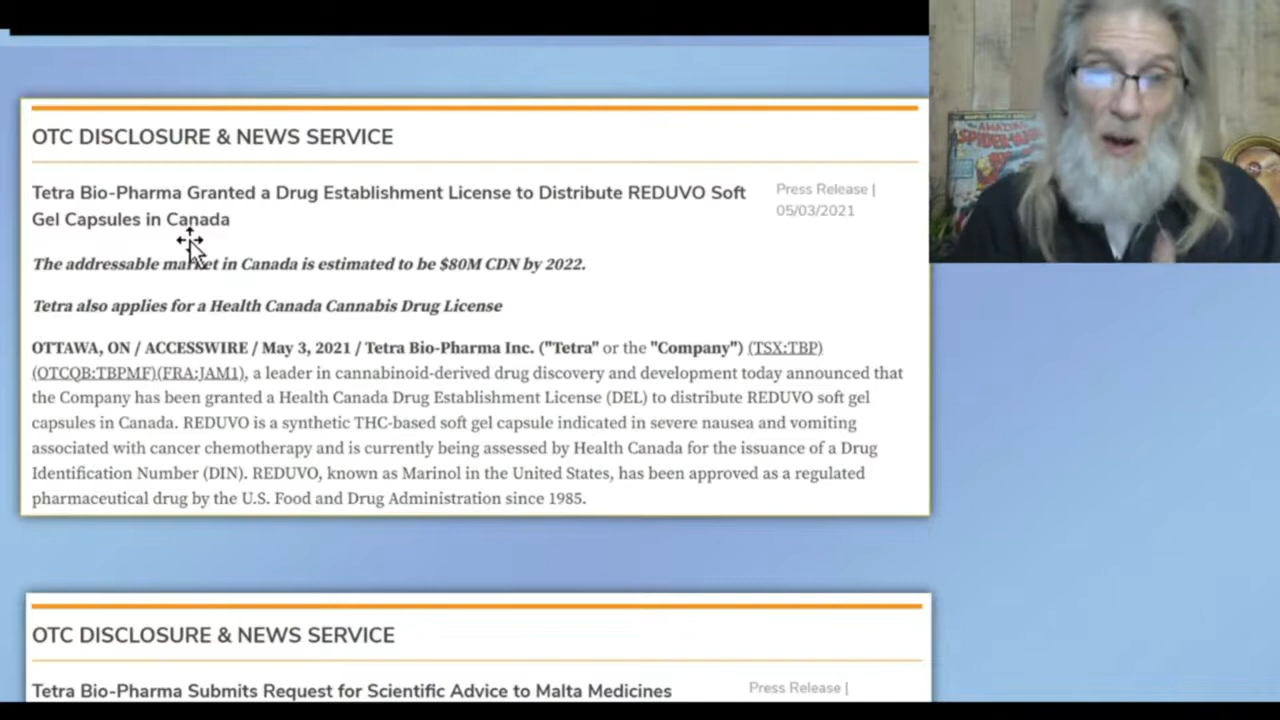 OTC DISCLOSURE & NEWS SERVICE
Tetra Bio-Pharma Granted a Drug Establishment License to Distribute REDUVO Soft
Gel Capsules in Canada
Press Release |
05/03/2021
The addressable market in Canada is estimated to be $80M CDN by 2022.
Tetra also applies for a Health Canada Cannabis Drug License
OTTAWA, ON / ACCESSWIRE / May 3, 2021 / Tetra Bio-Pharma Inc. ("Tetra" or the "Company") (TSX:TBP)
(OTCQB:TBPMF)(FRA:JAM1), a leader in cannabinoid-derived drug discovery and development today announced that
the Company has been granted a Health Canada Drug Establishment License (DEL) to distribute REDUVO soft gel
capsules in Canada. REDUVO is a synthetic THC-based soft gel capsule indicated in severe nausea and vomiting
associated with cancer chemotherapy and is currently being assessed by Health Canada for the issuance of a Drug
Identification Number (DIN). REDUVO, known as Marinol in the United States, has been approved as a regulated
pharmaceutical drug by the U.S. Food and Drug Administration since 1985.
OTC DISCLOSURE & NEWS SERVICE
Tetra Bio-Pharma Submits Request for Scientific Advice to Malta Medicines
Press Release |
AMAZING
SPIDER-MAN